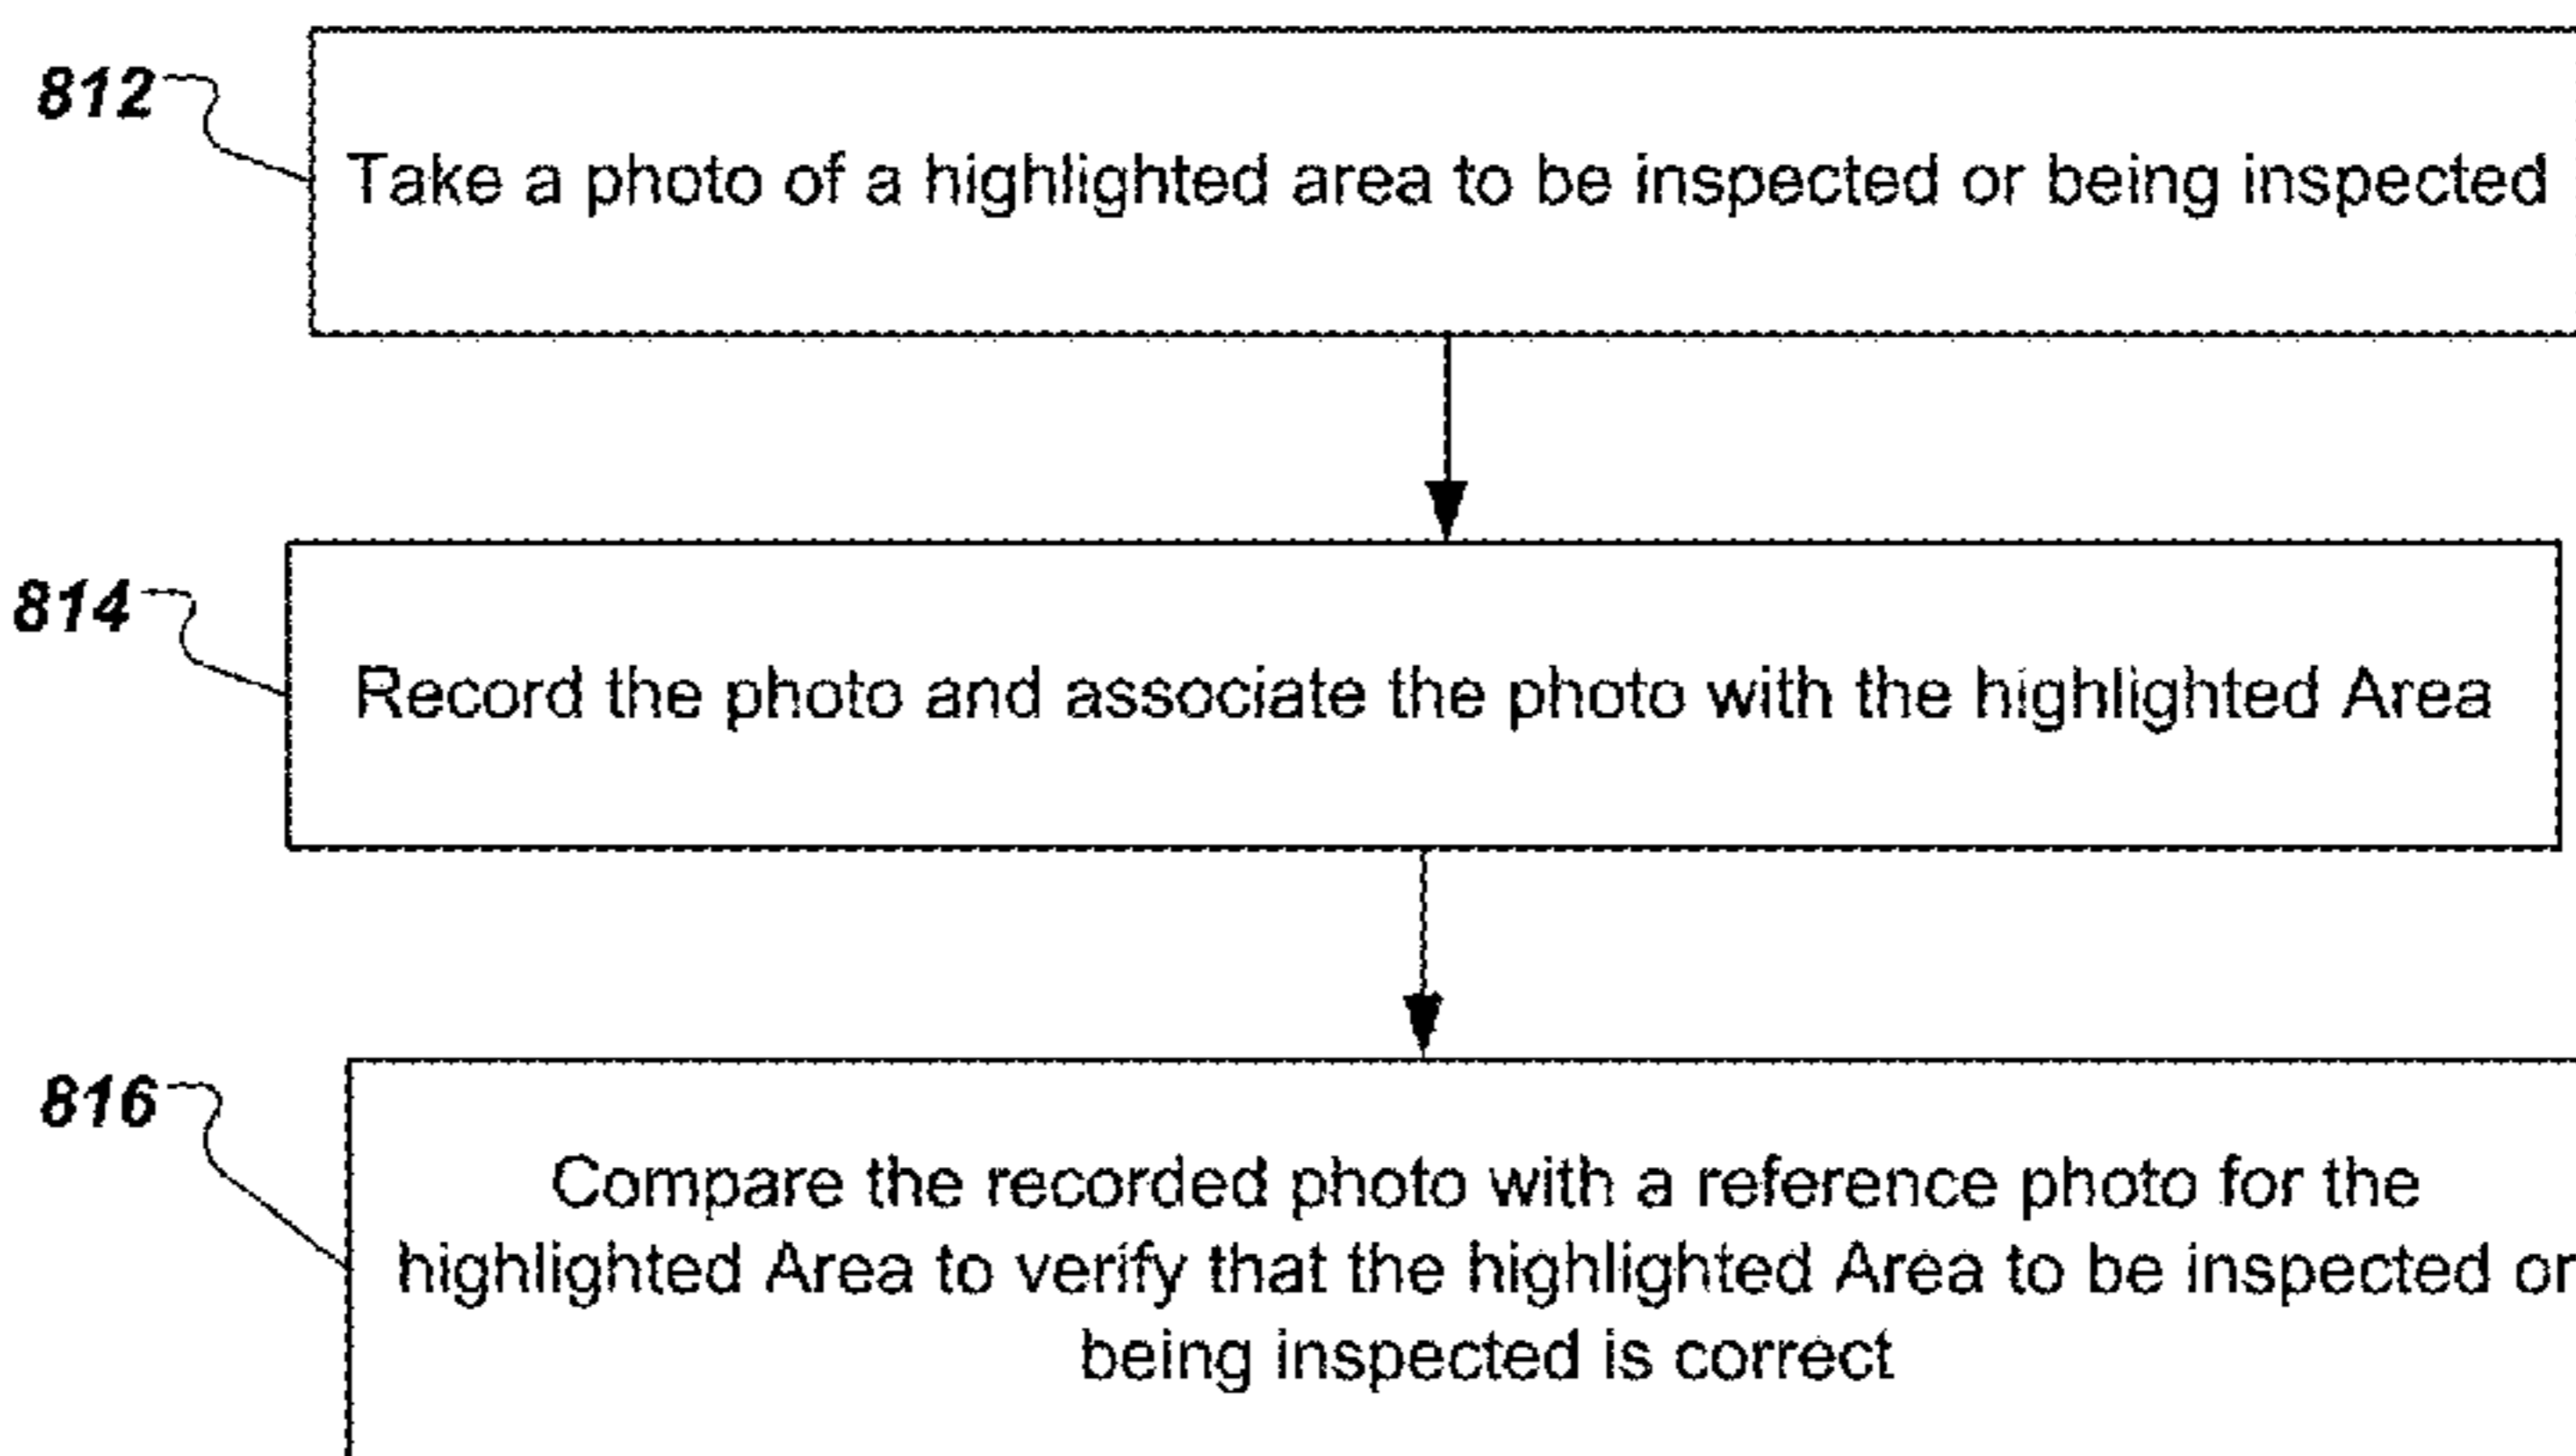 812
Take a photo of a highlighted area to be inspected or being inspected
814
Record the photo and associate the photo with the highlighted Area
816
Compare the recorded photo with a reference photo for the
highlighted Area to verify that the highlighted Area to be inspected or
being inspected is correct